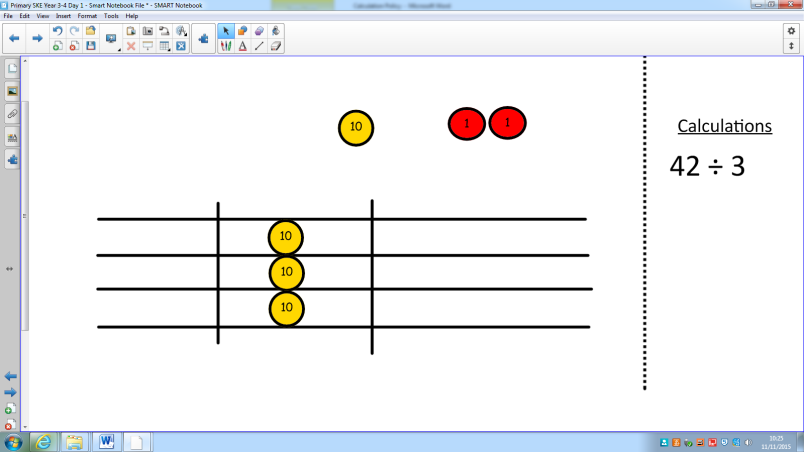 Primary SKE Year 3-4 Day 1 - Smart Notebook File * - SMART Notebook
Calculation Policy - Microsoft Word
File Edit View Insert Format Tools Help
10 1 1
Calculations
42 ÷ 3
10
10
10
10:25
11/11/2015